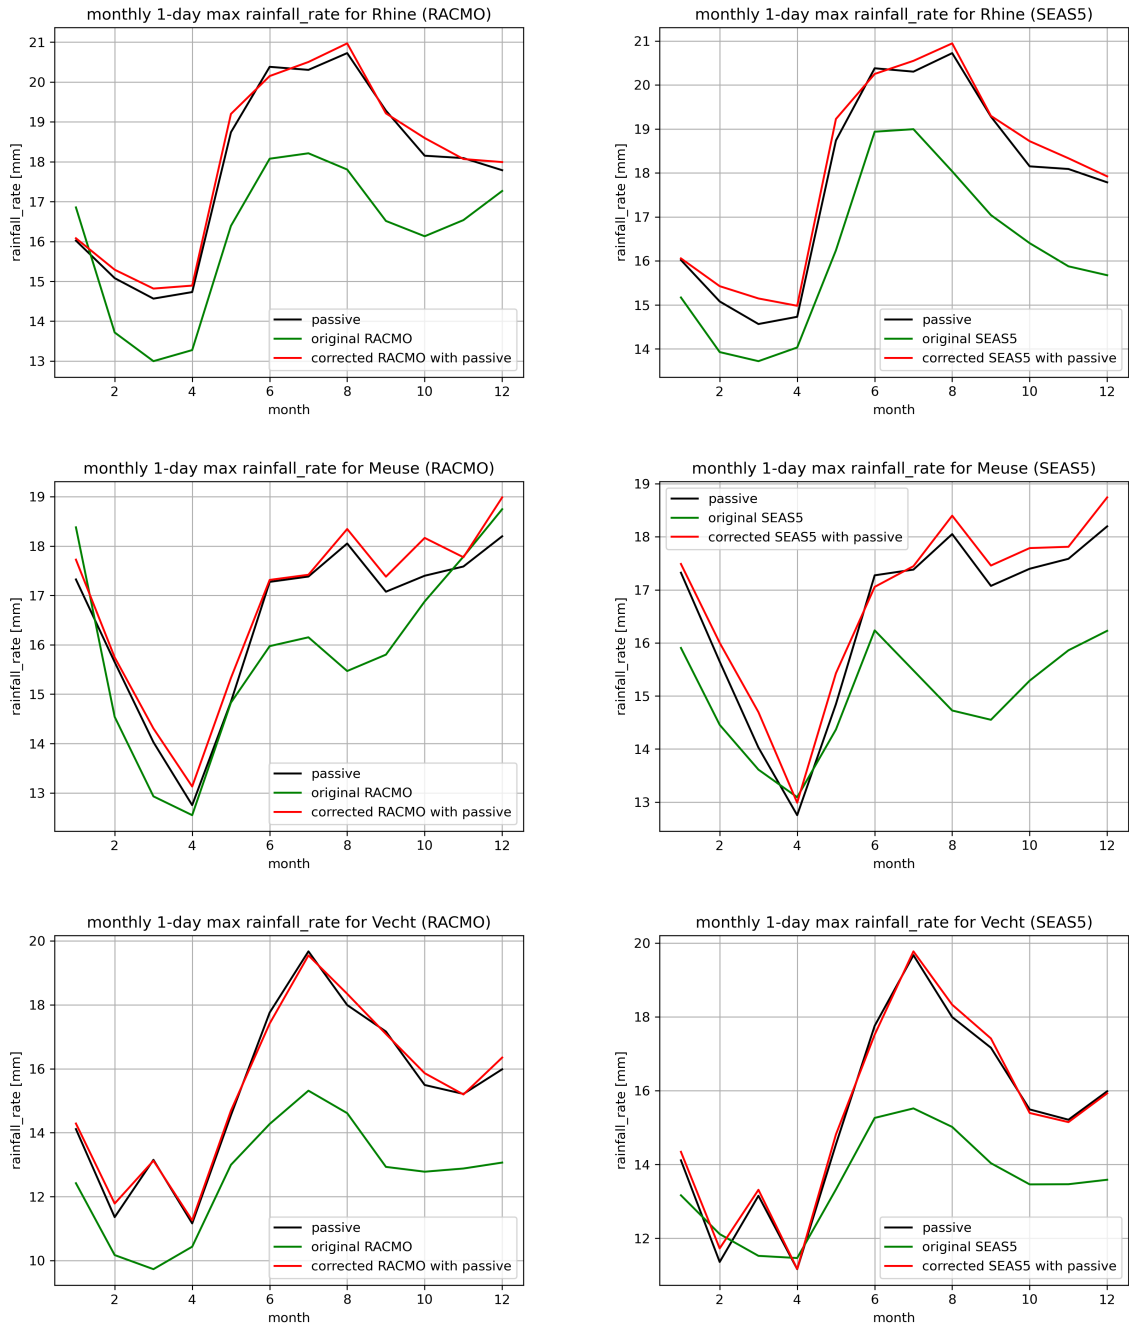 monthly 1-day max rainfall_rate for Rhine (RACMO)
rainfall_rate [mm]
21
20
19
18
17
16
15
14
13
2 4 6 8 10 12
month
passive
original RACMO
corrected RACMO with passive
monthly 1-day max rainfall_rate for Rhine (SEAS5)
rainfall_rate [mm]
21
20
19
18
17
16
15
14
2 4 6 8 10 12
month
passive
original SEAS5
corrected SEAS5 with passive
monthly 1-day max rainfall_rate for Meuse (RACMO)
rainfall_rate [mm]
19
18
17
16
15
14
13
2 4 6 8 10 12
month
passive
original RACMO
corrected RACMO with passive
monthly 1-day max rainfall_rate for Meuse (SEAS5)
rainfall_rate [mm]
19
18
17
16
15
14
13
2 4 6 8 10 12
month
passive
original SEAS5
corrected SEAS5 with passive
monthly 1-day max rainfall_rate for Vecht (RACMO)
rainfall_rate [mm]
20
18
16
14
12
10
2 4 6 8 10 12
month
passive
original RACMO
corrected RACMO with passive
monthly 1-day max rainfall_rate for Vecht (SEAS5)
rainfall_rate [mm]
20
18
16
14
12
2 4 6 8 10 12
month
passive
original SEAS5
corrected SEAS5 with passive